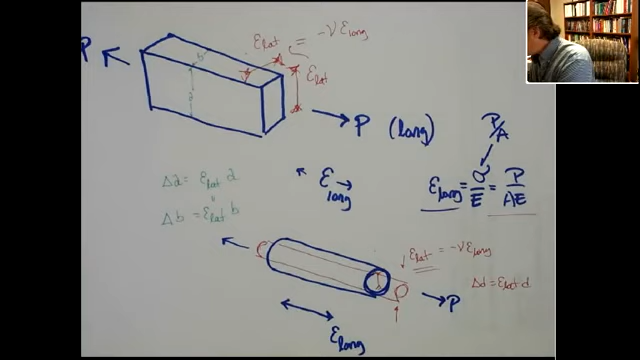 P
b
d
ε_lat = -ν ε_long
ε_lat
P (long)
P/A
Δd = ε_lat d
Δb = ε_lat b
ε_long
ε_long = σ/E = P/AE
ε_lat = -ν ε_long
Δd = ε_lat d
P
ε_long